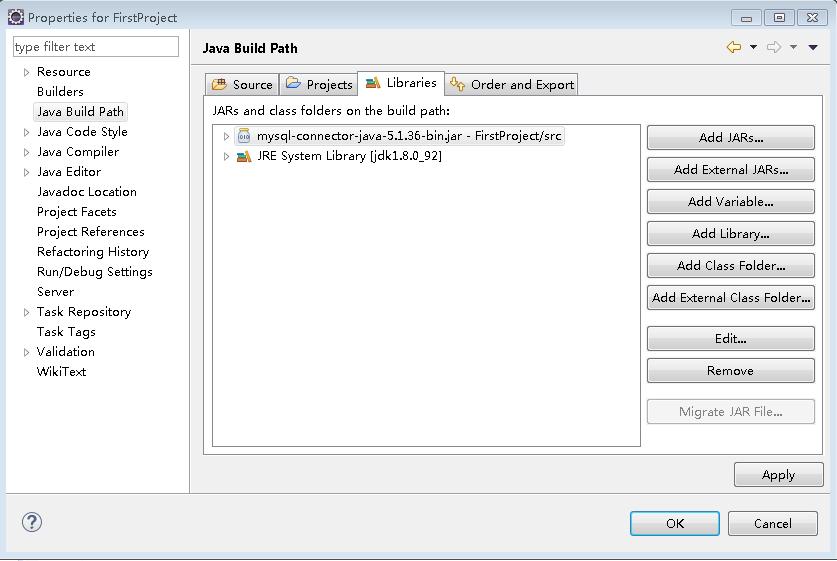 Properties for FirstProject
type filter text
Resource
Builders
Java Build Path
Java Code Style
Java Compiler
Java Editor
Javadoc Location
Project Facets
Project References
Refactoring History
Run/Debug Settings
Server
Task Repository
Task Tags
Validation
WikiText
Java Build Path
Source
Projects
Libraries
Order and Export
JARs and class folders on the build path:
mysql-connector-java-5.1.36-bin.jar - FirstProject/src
JRE System Library [jdk1.8.0_92]
Add JARs...
Add External JARs...
Add Variable...
Add Library...
Add Class Folder...
Add External Class Folder...
Edit...
Remove
Migrate JAR File...
Apply
?
OK
Cancel